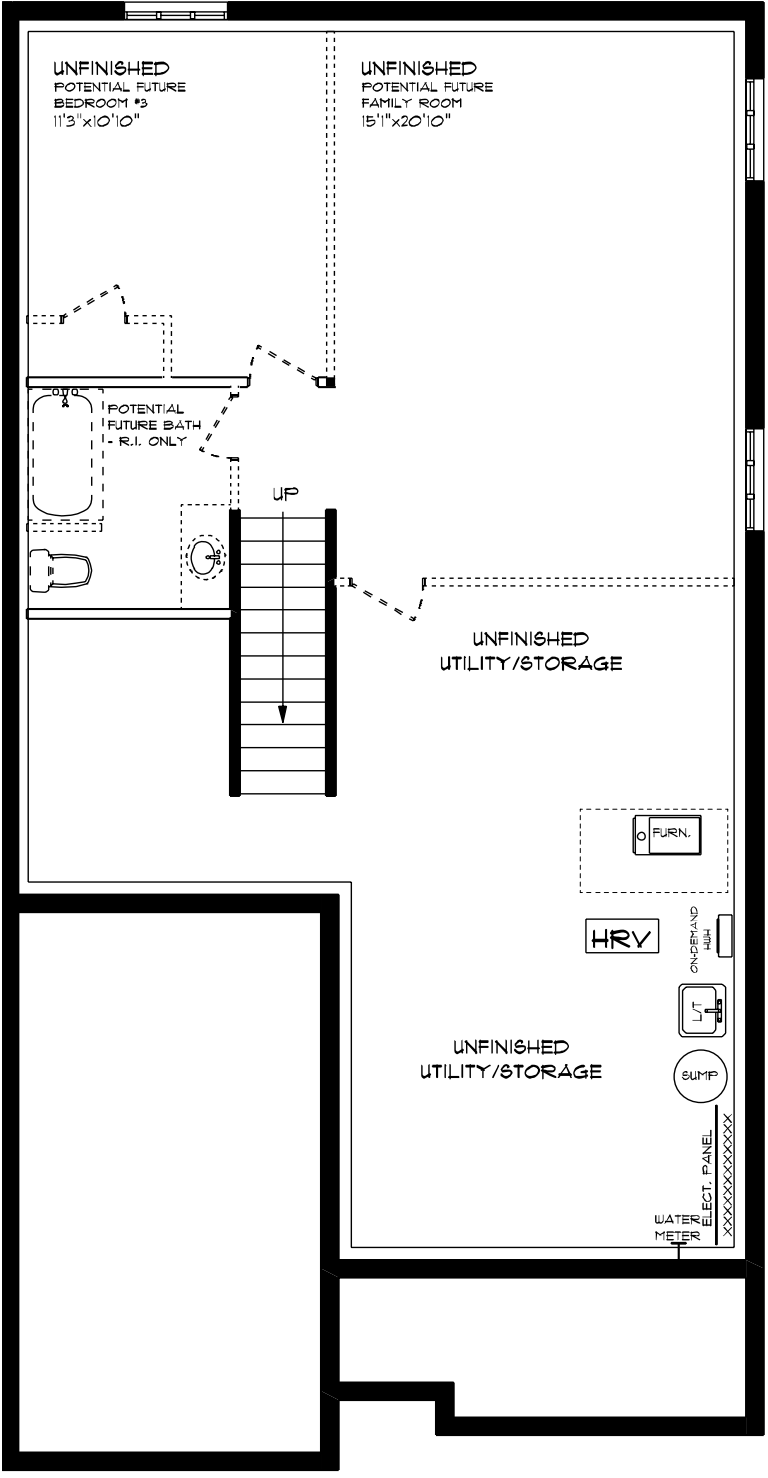 UNFINISHED
POTENTIAL FUTURE
BEDROOM #3
11'3"x10'10"
UNFINISHED
POTENTIAL FUTURE
FAMILY ROOM
15'1"x20'10"
POTENTIAL
FUTURE BATH
- R.I. ONLY
UP
UNFINISHED
UTILITY/STORAGE
FURN.
HRV
ON-DEMAND
HWH
L/T
UNFINISHED
UTILITY/STORAGE
SUMP
ELECT. PANEL
XXXXXXXXXXXXX
WATER
METER